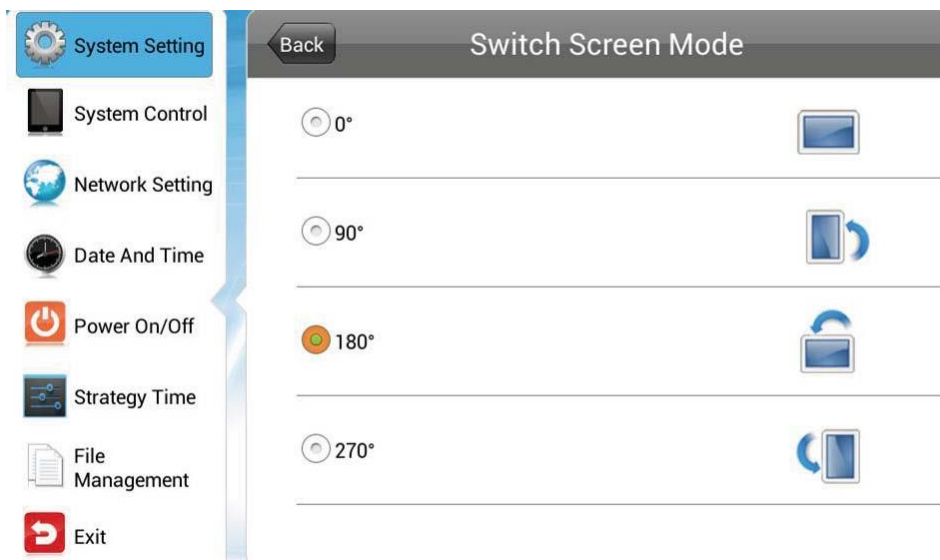 System Setting
System Control
Network Setting
Date And Time
Power On/Off
Strategy Time
File
Management
Exit
Back
Switch Screen Mode
0°
90°
180°
270°